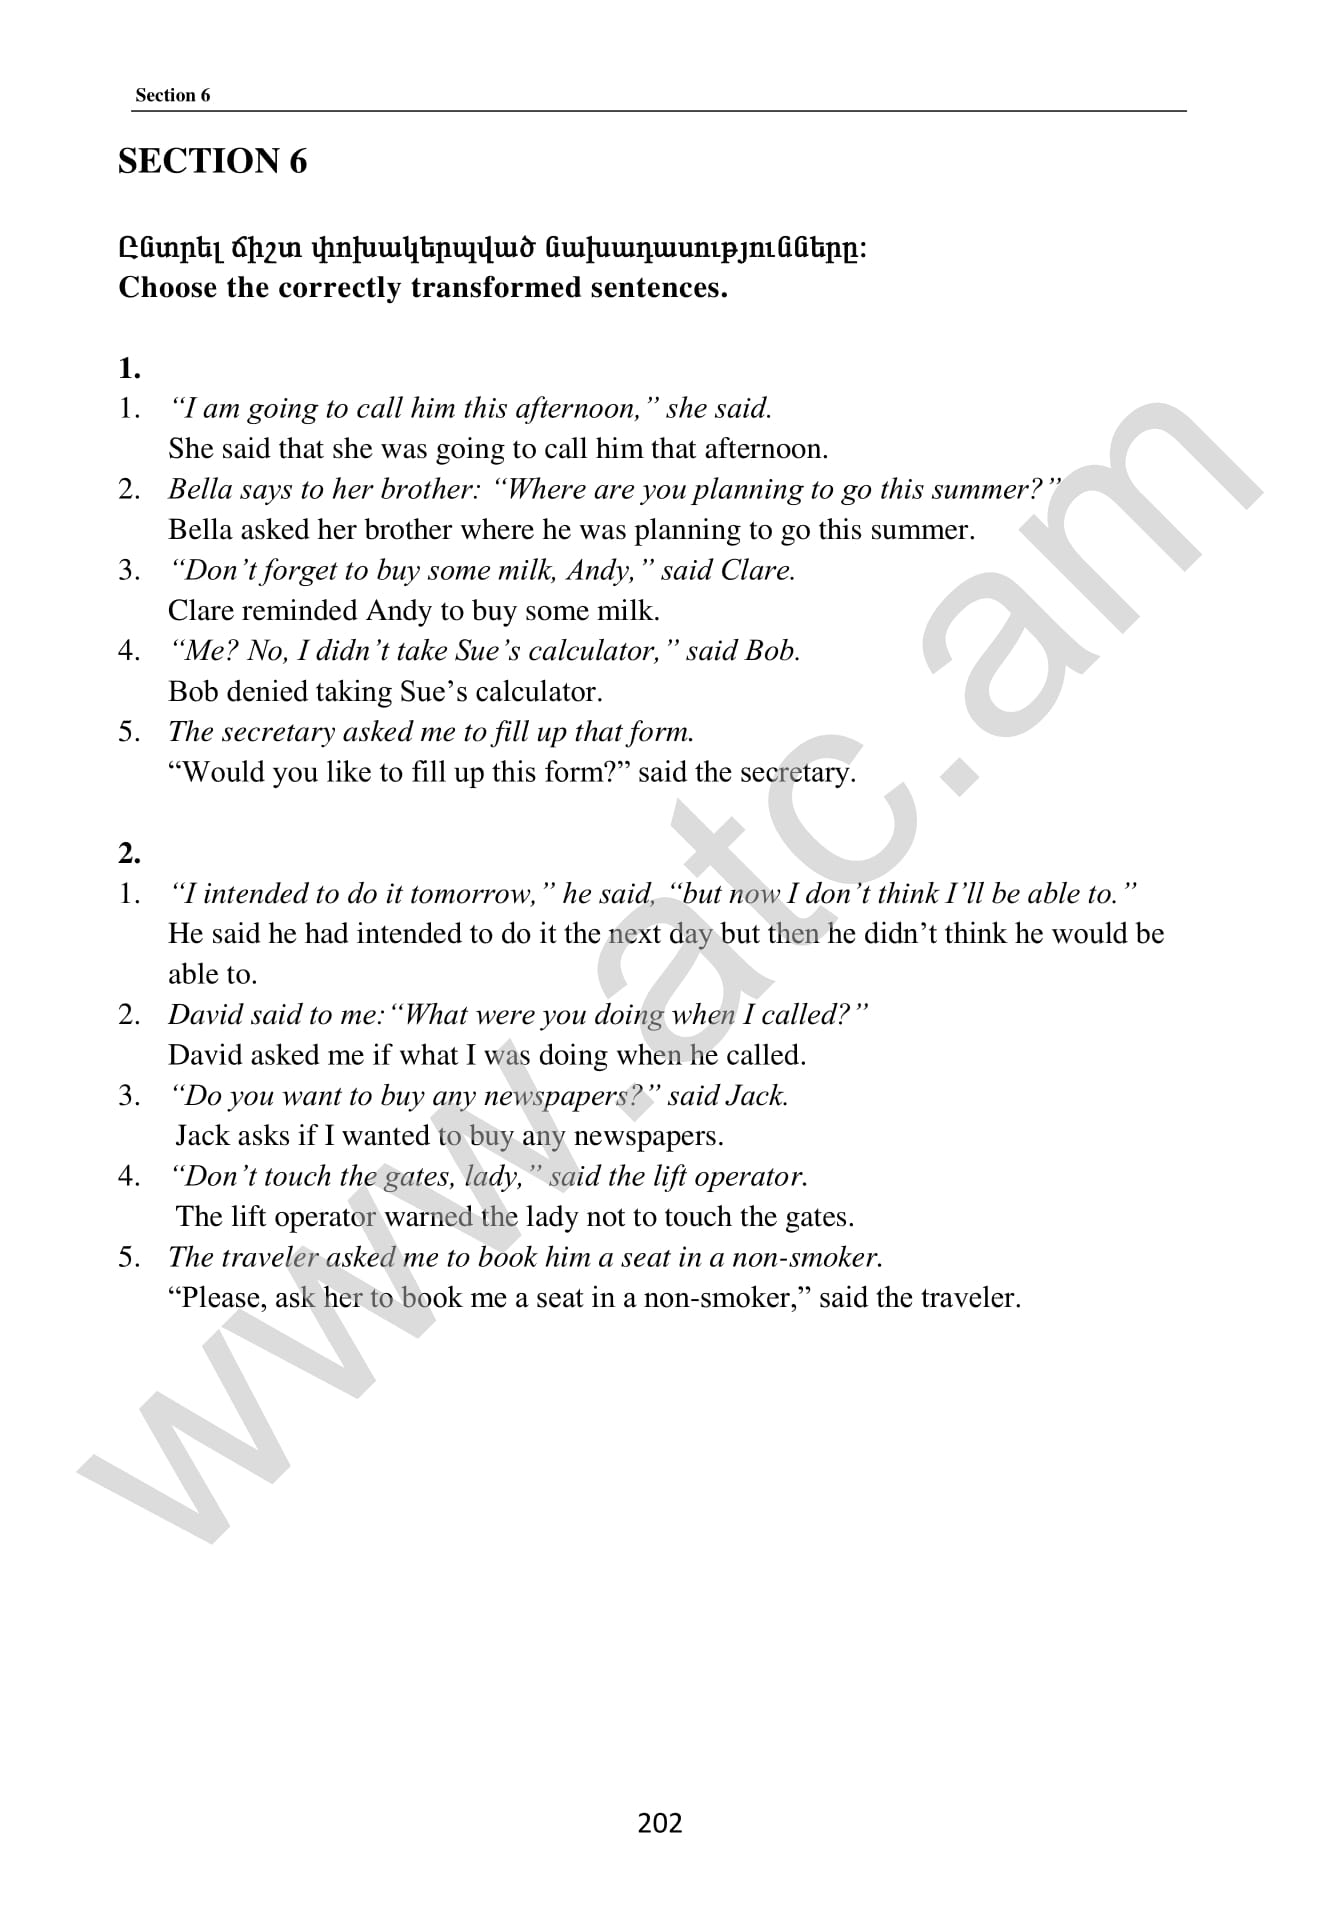 Section 6
SECTION 6
Ընտրել ճիշտ փոխակերպված նախադասությունները:
Choose the correctly transformed sentences.
1.
1. “I am going to call him this afternoon,” she said.
She said that she was going to call him that afternoon.
2. Bella says to her brother: “Where are you planning to go this summer?”
Bella asked her brother where he was planning to go this summer.
3. “Don’t forget to buy some milk, Andy,” said Clare.
Clare reminded Andy to buy some milk.
4. “Me? No, I didn’t take Sue’s calculator,” said Bob.
Bob denied taking Sue’s calculator.
5. The secretary asked me to fill up that form.
“Would you like to fill up this form?” said the secretary.
2.
1. “I intended to do it tomorrow,” he said, “but now I don’t think I’ll be able to.”
He said he had intended to do it the next day but then he didn’t think he would be
able to.
2. David said to me:“What were you doing when I called?”
David asked me if what I was doing when he called.
3. “Do you want to buy any newspapers?” said Jack.
Jack asks if I wanted to buy any newspapers.
4. “Don’t touch the gates, lady,” said the lift operator.
The lift operator warned the lady not to touch the gates.
5. The traveler asked me to book him a seat in a non-smoker.
“Please, ask her to book me a seat in a non-smoker,” said the traveler.
www.atc.am
202